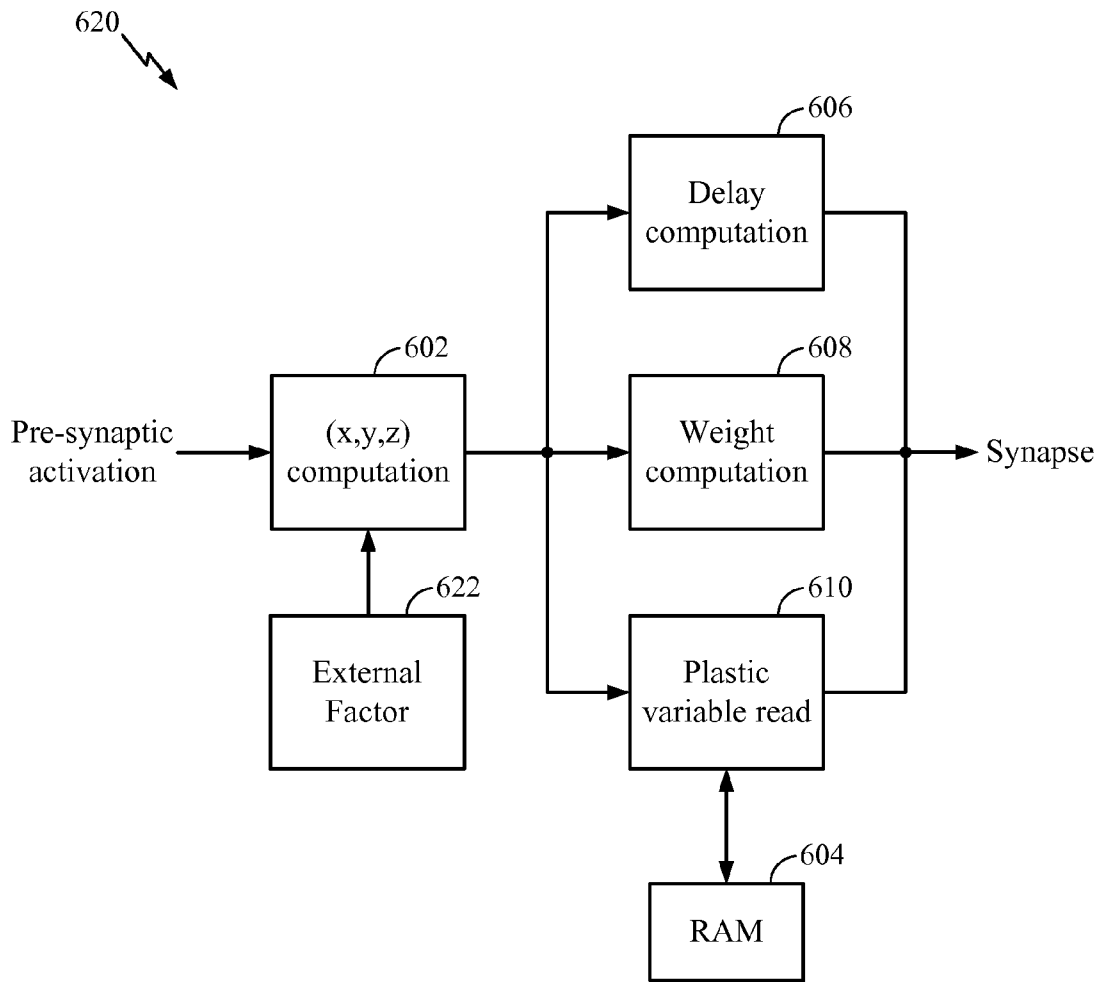 620
606
Delay
computation
602
608
Pre-synaptic
activation
(x,y,z)
computation
Weight
computation
Synapse
622
610
External
Factor
Plastic
variable read
604
RAM